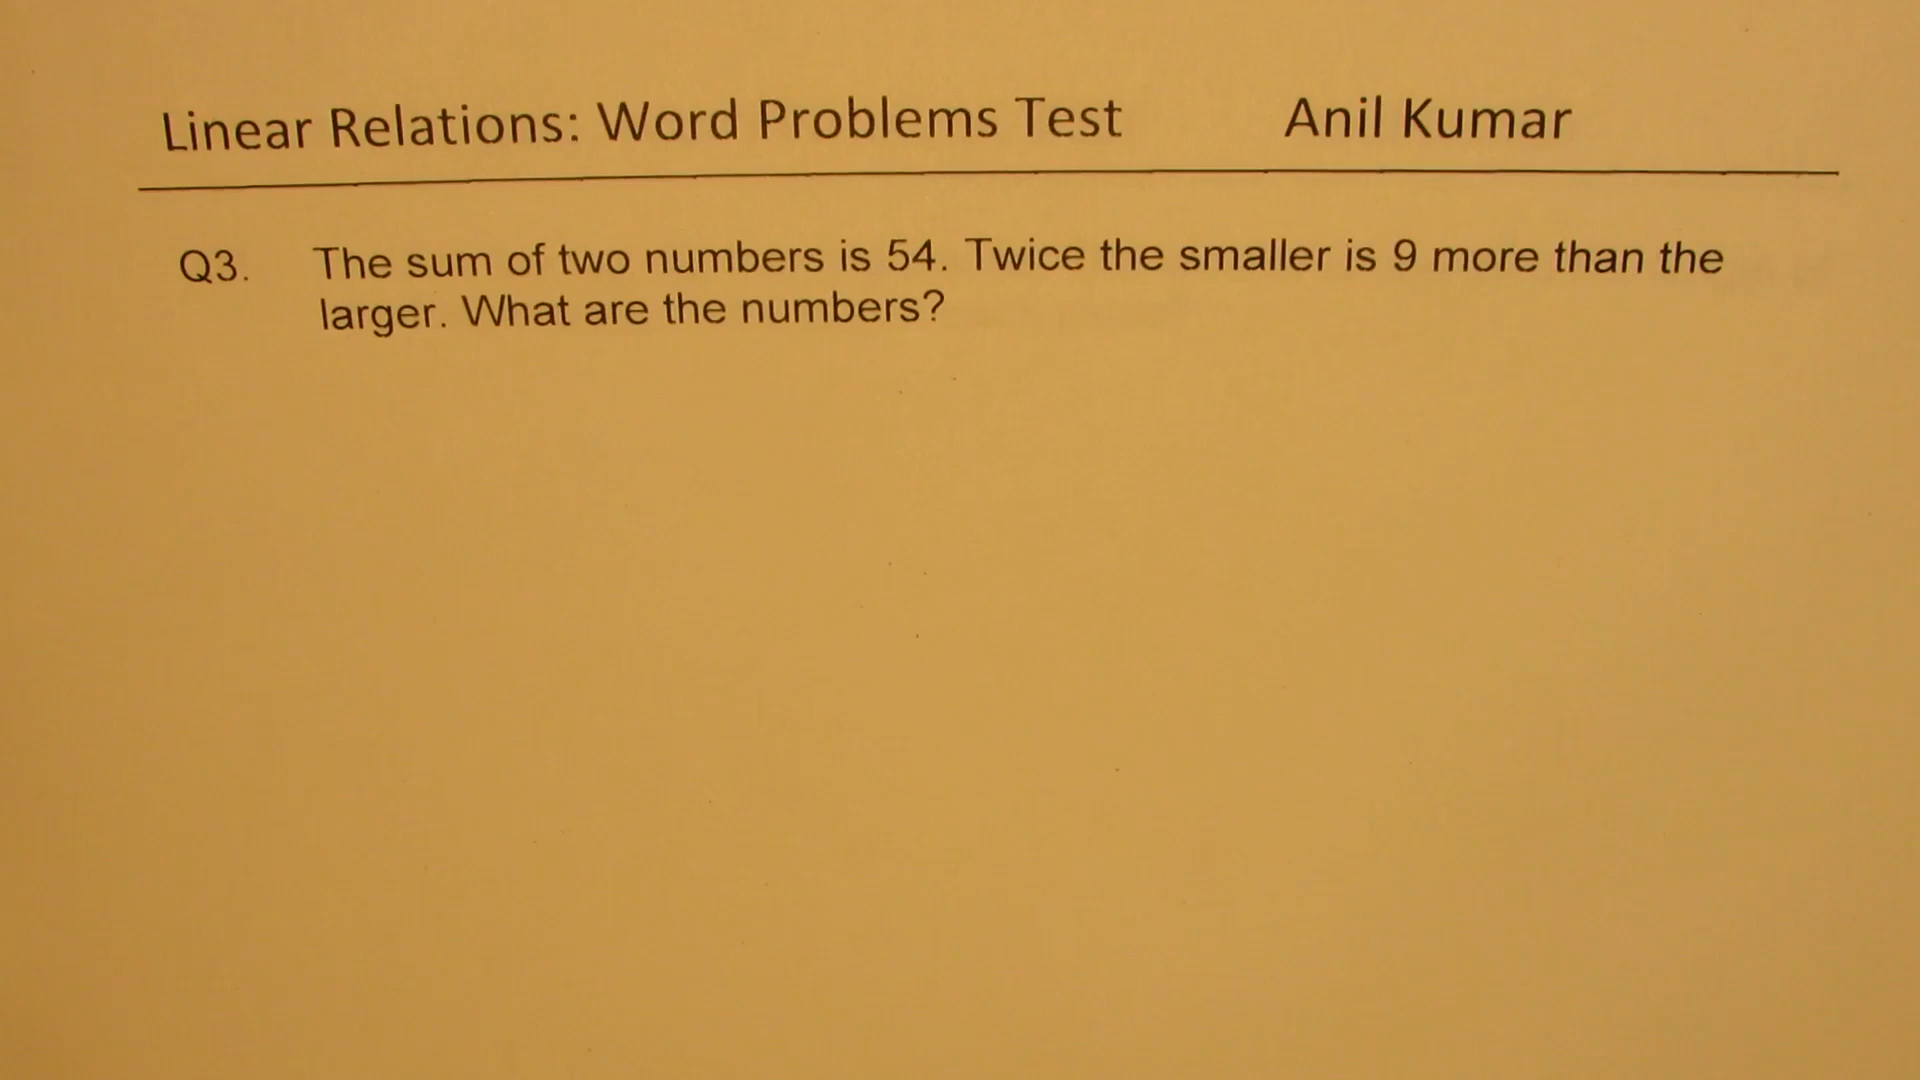 Linear Relations: Word Problems Test Anil Kumar
Q3. The sum of two numbers is 54. Twice the smaller is 9 more than the
larger. What are the numbers?